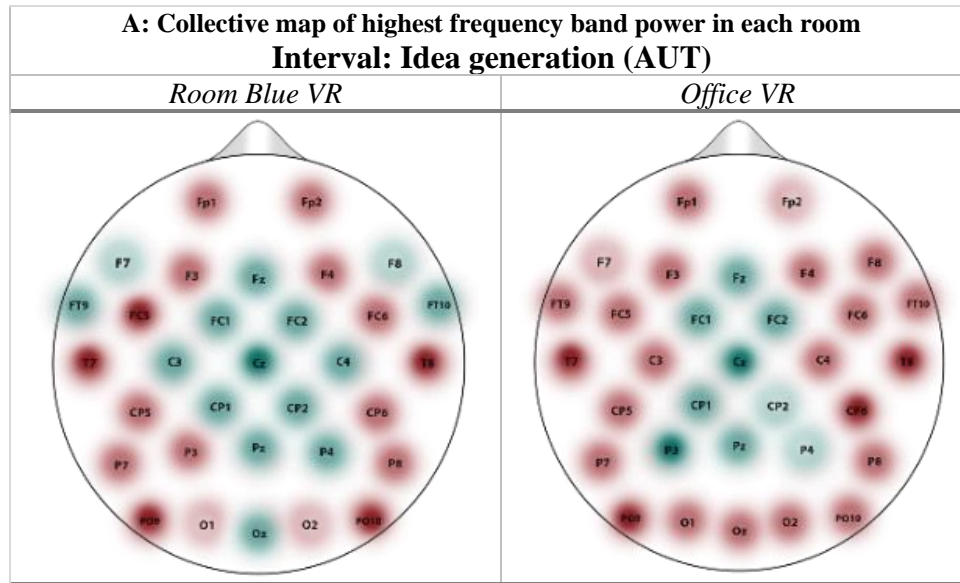 A: Collective map of highest frequency band power in each room
Interval: Idea generation (AUT)
Room Blue VR
Office VR
Fp1 Fp2
F7 F3 Fz F4 F8
FT9 FC5 FC1 FC2 FC6 FT10
T7 C3 Cz C4 T8
CP5 CP1 CP2 CP6
P7 P3 Pz P4 P8
PO9 O1 Oz O2 PO10
Fp1 Fp2
F7 F3 Fz F4 F8
FT9 FC5 FC1 FC2 FC6 FT10
T7 C3 Cz C4 T8
CP5 CP1 CP2 CP6
P7 P3 Pz P4 P8
PO9 O1 Oz O2 PO10